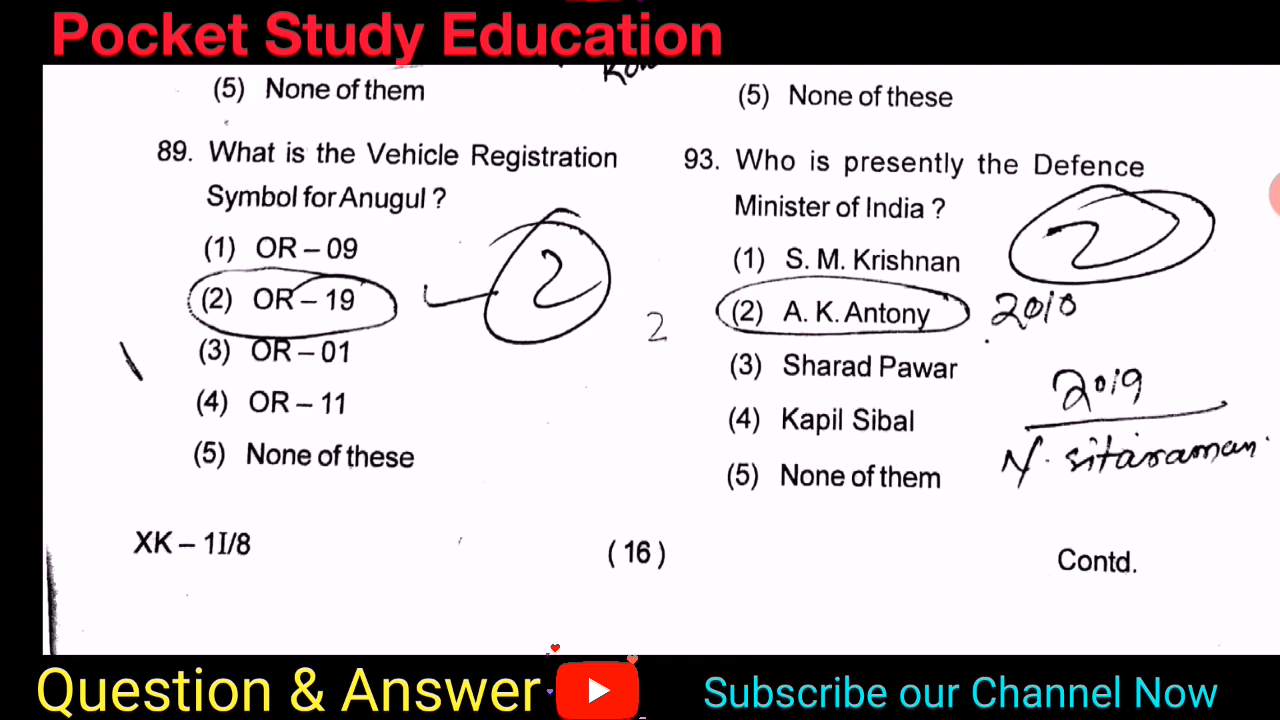 Pocket Study Education
(5) None of them
89. What is the Vehicle Registration
Symbol for Anugul ?
(1) OR – 09
(2) OR – 19
(3) OR – 01
(4) OR – 11
(5) None of these
2
XK – 1I/8
(16)
(5) None of these
93. Who is presently the Defence
Minister of India ?
(1) S. M. Krishnan
2 (2) A. K. Antony 2010
(3) Sharad Pawar
(4) Kapil Sibal
(5) None of them
2
2019
N. sitaraman.
Contd.
Question & Answer
Subscribe our Channel Now